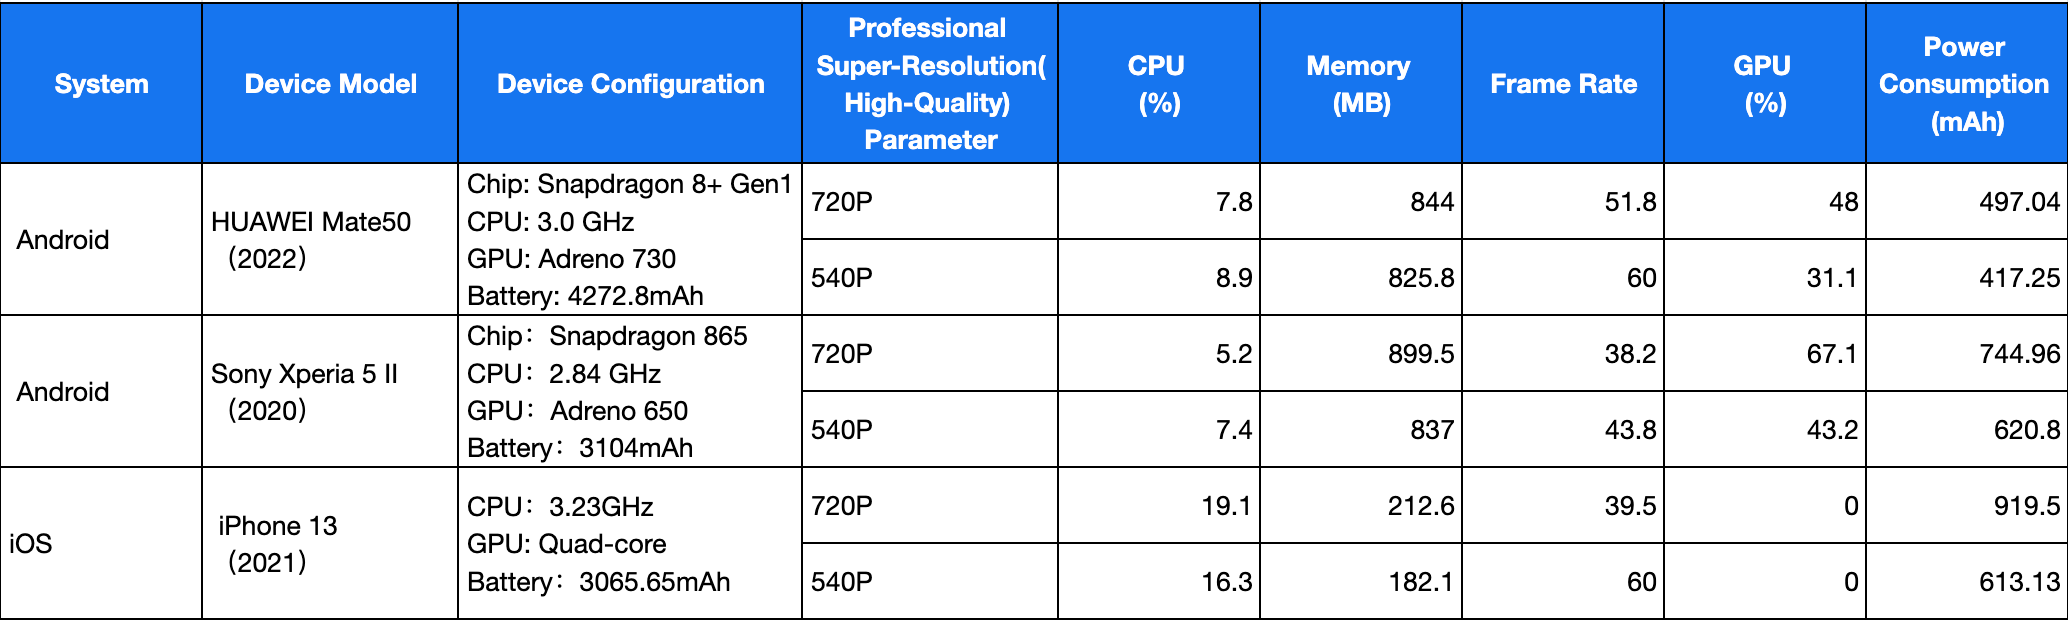 System
Device Model
Device Configuration
Professional
Super-Resolution(
High-Quality)
Parameter
CPU
(%)
Memory
(MB)
Frame Rate
GPU
(%)
Power
Consumption
(mAh)
Android
HUAWEI Mate50
（2022）
Chip: Snapdragon 8+ Gen1
CPU: 3.0 GHz
GPU: Adreno 730
Battery: 4272.8mAh
720P
7.8
844
51.8
48
497.04
540P
8.9
825.8
60
31.1
417.25
Android
Sony Xperia 5 II
（2020）
Chip：Snapdragon 865
CPU：2.84 GHz
GPU：Adreno 650
Battery：3104mAh
720P
5.2
899.5
38.2
67.1
744.96
540P
7.4
837
43.8
43.2
620.8
iOS
iPhone 13
（2021）
CPU：3.23GHz
GPU: Quad-core
Battery：3065.65mAh
720P
19.1
212.6
39.5
0
919.5
540P
16.3
182.1
60
0
613.13